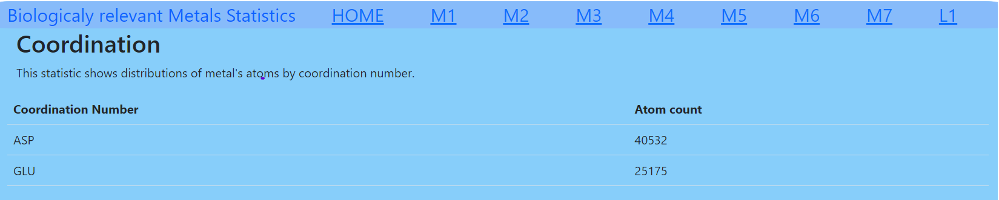 Biologicaly relevant Metals Statistics HOME M1 M2 M3 M4 M5 M6 M7 L1
Coordination
This statistic shows distributions of metal's atoms by coordination number.
Coordination Number Atom count
ASP 40532
GLU 25175